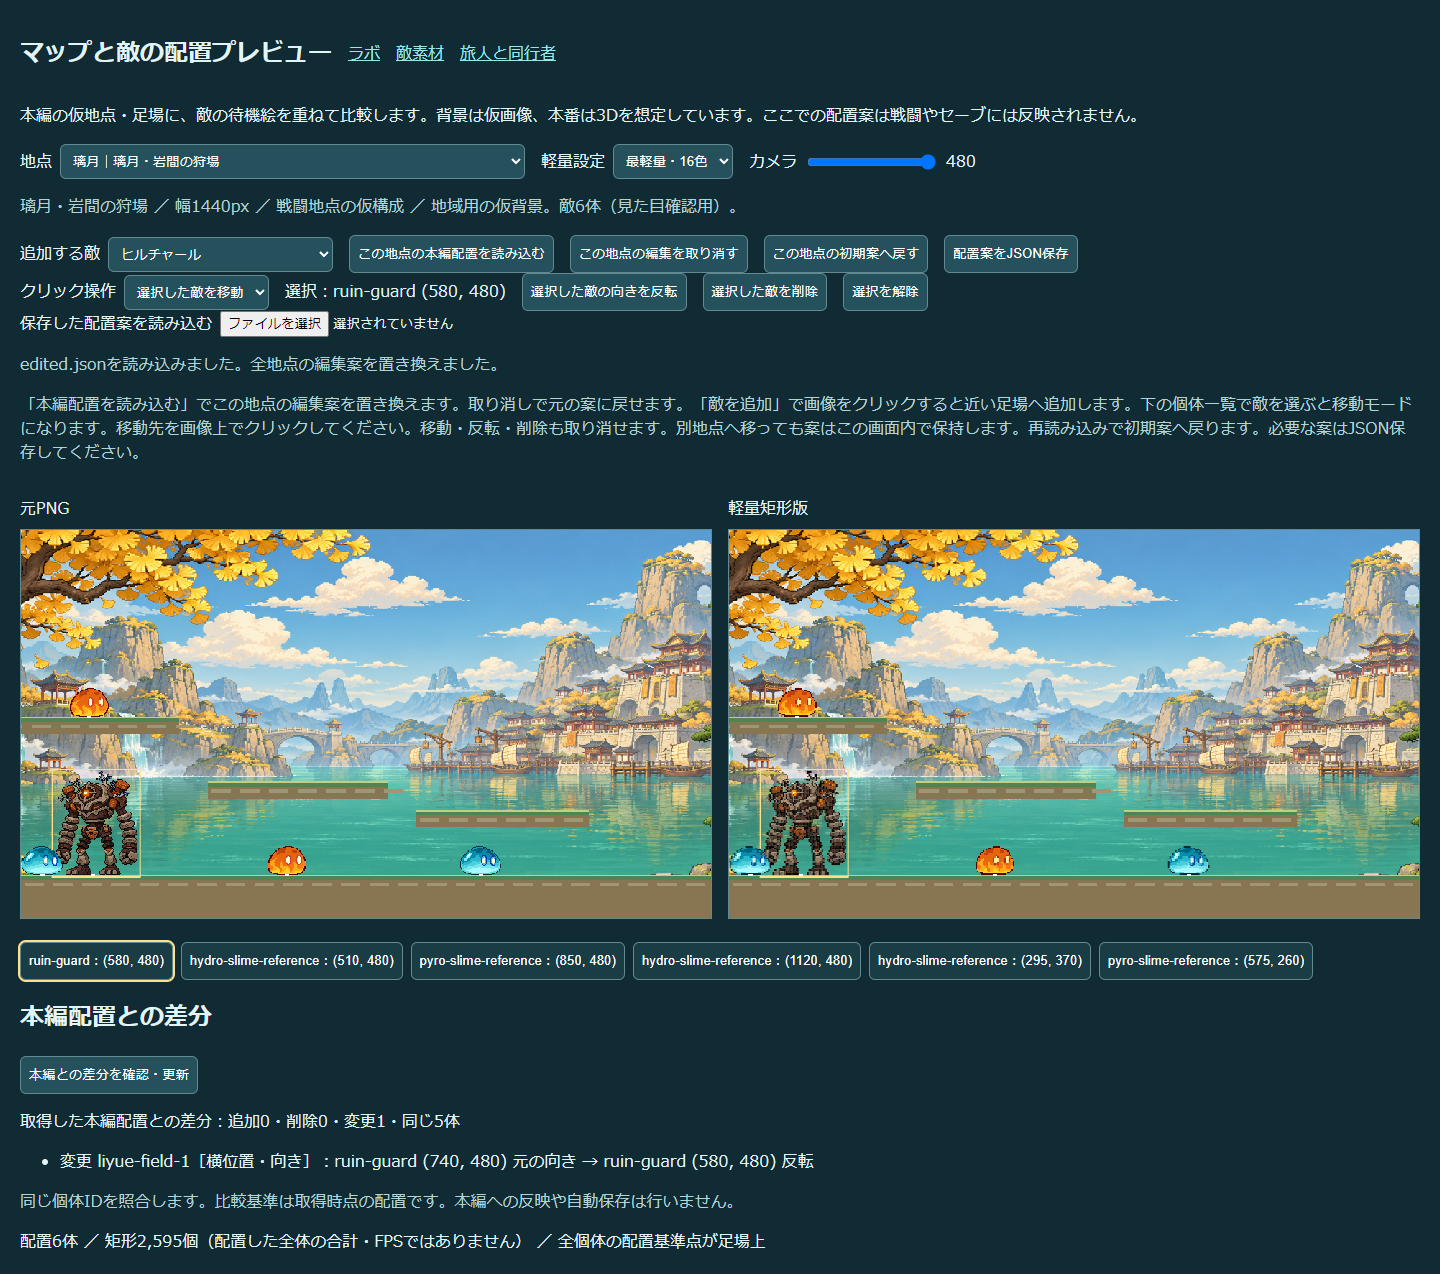 マップと敵の配置プレビュー ラボ 敵素材 旅人と同行者
本編の仮地点・足場に、敵の待機絵を重ねて比較します。背景は仮画像、本番は3Dを想定しています。ここでの配置案は戦闘やセーブには反映されません。
地点 璃月｜璃月・岩間の狩場 軽量設定 最軽量・16色 カメラ 480
璃月・岩間の狩場 ／ 幅1440px ／ 戦闘地点の仮構成 ／ 地域用の仮背景。敵6体（見た目確認用）。
追加する敵 ヒルチャール この地点の本編配置を読み込む この地点の編集を取り消す この地点の初期案へ戻す 配置案をJSON保存
クリック操作 選択した敵を移動 選択：ruin-guard (580, 480) 選択した敵の向きを反転 選択した敵を削除 選択を解除
保存した配置案を読み込む ファイルを選択 選択されていません
edited.jsonを読み込みました。全地点の編集案を置き換えました。
「本編配置を読み込む」でこの地点の編集案を置き換えます。取り消しで元の案に戻せます。「敵を追加」で画像をクリックすると近い足場へ追加します。下の個体一覧で敵を選ぶと移動モード
になります。移動先を画像上でクリックしてください。移動・反転・削除も取り消せます。別地点へ移っても案はこの画面内で保持します。再読み込みで初期案へ戻ります。必要な案はJSON保
存してください。
元PNG 軽量矩形版
ruin-guard：(580, 480) hydro-slime-reference：(510, 480) pyro-slime-reference：(850, 480) hydro-slime-reference：(1120, 480) hydro-slime-reference：(295, 370) pyro-slime-reference：(575, 260)
本編配置との差分
本編との差分を確認・更新
取得した本編配置との差分：追加0・削除0・変更1・同じ5体
• 変更 liyue-field-1［横位置・向き］：ruin-guard (740, 480) 元の向き → ruin-guard (580, 480) 反転
同じ個体IDを照合します。比較基準は取得時点の配置です。本編への反映や自動保存は行いません。
配置6体 ／ 矩形2,595個（配置した全体の合計・FPSではありません） ／ 全個体の配置基準点が足場上